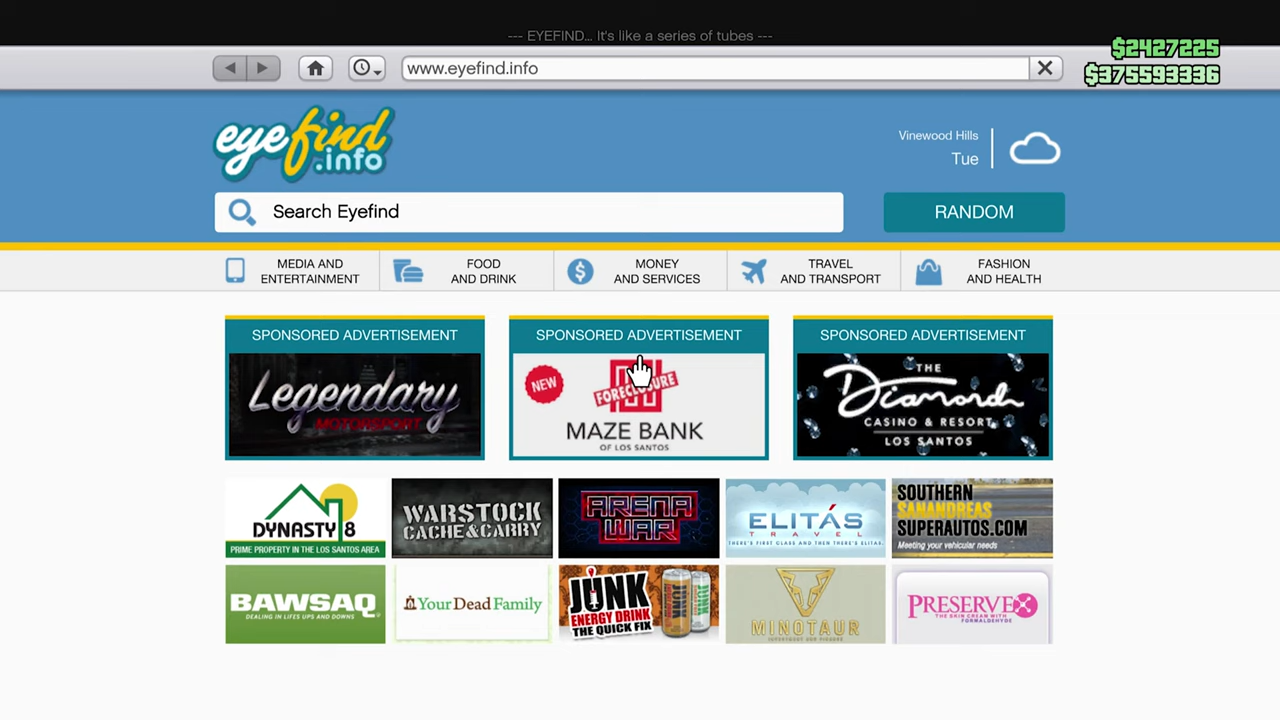 --- EYEFIND... It's like a series of tubes ---
$2427225
www.eyefind.info
$375593336
eyefind
.info
Vinewood Hills
Tue
Search Eyefind
RANDOM
MEDIA AND
ENTERTAINMENT
FOOD
AND DRINK
MONEY
AND SERVICES
TRAVEL
AND TRANSPORT
FASHION
AND HEALTH
SPONSORED ADVERTISEMENT
Legendary
MOTORSPORT
SPONSORED ADVERTISEMENT
NEW
FORECLOSURE
MAZE BANK
OF LOS SANTOS
SPONSORED ADVERTISEMENT
THE
Diamond
CASINO & RESORT
LOS SANTOS
DYNASTY 8
PRIME PROPERTY IN THE LOS SANTOS AREA
WARSTOCK
CACHE & CARRY
ARENA
WAR
ELITÁS
TRAVEL
THERE'S FIRST CLASS AND THEN THERE'S ELITAS.
SOUTHERN
SANANDREAS
SUPERAUTOS.COM
Meeting your vehicular needs
BAWSAQ
DEALING IN LIFES UPS AND DOWNS
Your Dead Family
JUNK
ENERGY DRINK
THE QUICK FIX
MINOTAUR
PRESERVEX
THE SKIN CREAM WITH
FORMALDEHYDE